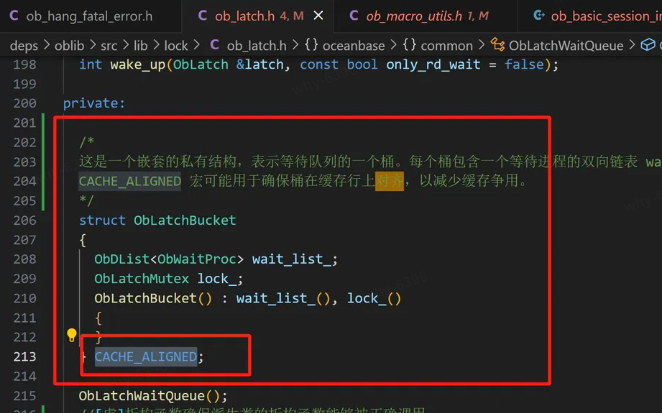 ob_hang_fatal_error.h
ob_latch.h 4, M
ob_macro_utils.h 1, M
ob_basic_session_in
deps > oblib > src > lib > lock > ob_latch.h > {} oceanbase > {} common > ObLatchWaitQueue >
198 int wake_up(ObLatch &latch, const bool only_rd_wait = false);
199
200 private:
201
202 /*
203 这是一个嵌套的私有结构，表示等待队列的一个桶。每个桶包含一个等待进程的双向链表 wa
204 CACHE_ALIGNED 宏可能用于确保桶在缓存行上对齐，以减少缓存争用。
205 */
206 struct ObLatchBucket
207 {
208 ObDList<ObWaitProc> wait_list_;
209 ObLatchMutex lock_;
210 ObLatchBucket() : wait_list_(), lock_()
211 {
212 }
213 } CACHE_ALIGNED;
214
215 ObLatchWaitQueue();